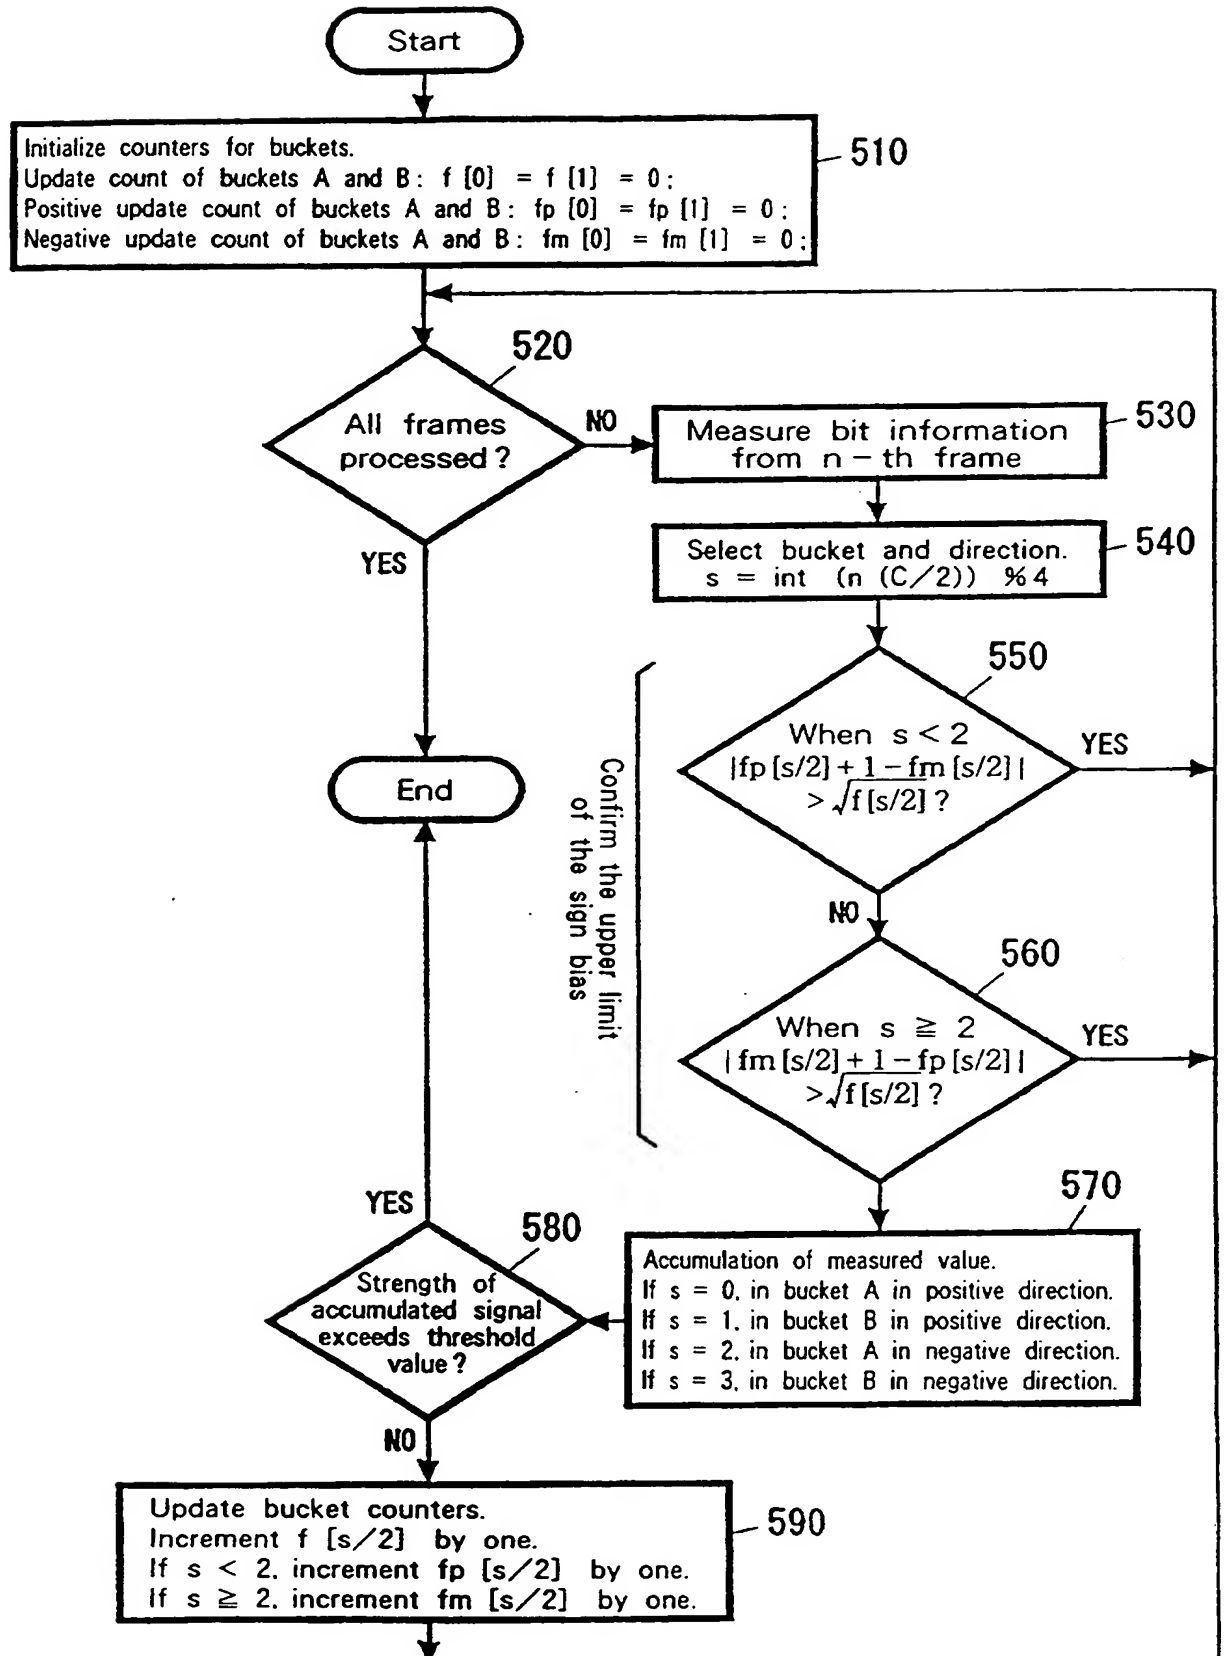 Start
Initialize counters for buckets.
Update count of buckets A and B: f [0] = f [1] = 0;
Positive update count of buckets A and B: fp [0] = fp [1] = 0;
Negative update count of buckets A and B: fm [0] = fm [1] = 0;
510
520
All frames
processed?
NO
YES
530
Measure bit information
from n-th frame
540
Select bucket and direction.
s = int (n (C/2)) %4
550
When s < 2
|fp [s/2] + 1 - fm [s/2] |
> √f [s/2] ?
YES
NO
End
Confirm the upper limit
of the sign bias
560
When s ≧ 2
| fm [s/2] + 1 - fp [s/2] |
> √f [s/2] ?
YES
570
Accumulation of measured value.
If s = 0, in bucket A in positive direction.
If s = 1, in bucket B in positive direction.
If s = 2, in bucket A in negative direction.
If s = 3, in bucket B in negative direction.
YES
580
Strength of
accumulated signal
exceeds threshold
value?
NO
590
Update bucket counters.
Increment f [s/2] by one.
If s < 2, increment fp [s/2] by one.
If s ≧ 2, increment fm [s/2] by one.